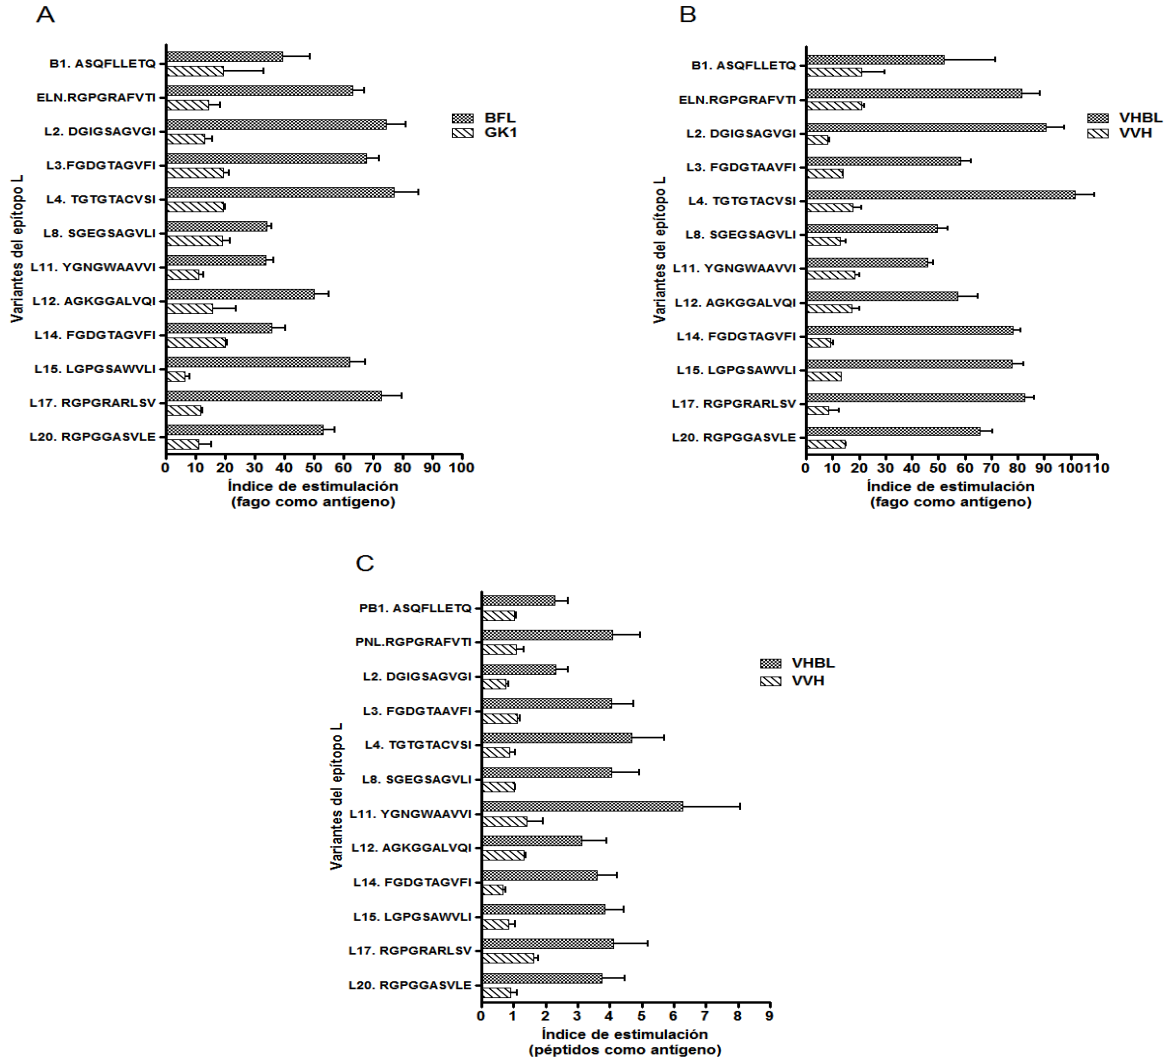 A
Variantes del epítopo L
B1. ASQFLLETQ
ELN.RGPGRAFVTI
L2. DGIGSAGVGI
L3.FGDGTAGVFI
L4. TGTGTACVSI
L8. SGEGSAGVLI
L11. YGNGWAAVVI
L12. AGKGGALVQI
L14. FGDGTAGVFI
L15. LGPGSAWVLI
L17. RGPGRARLSV
L20. RGPGGASVLE
0 10 20 30 40 50 60 70 80 90 100
Índice de estimulación
(fago como antígeno)
BFL
GK1
B
Variantes del epítopo L
B1. ASQFLLETQ
ELN.RGPGRAFVTI
L2. DGIGSAGVGI
L3. FGDGTAAVFI
L4. TGTGTACVSI
L8. SGEGSAGVLI
L11. YGNGWAAVVI
L12. AGKGGALVQI
L14. FGDGTAGVFI
L15. LGPGSAWVLI
L17. RGPGRARLSV
L20. RGPGGASVLE
0 10 20 30 40 50 60 70 80 90 100 110
Índice de estimulación
(fago como antígeno)
VHBL
VVH
C
Variantes del epítopo L
PB1. ASQFLLETQ
PNL.RGPGRAFVTI
L2. DGIGSAGVGI
L3. FGDGTAAVFI
L4. TGTGTACVSI
L8. SGEGSAGVLI
L11. YGNGWAAVVI
L12. AGKGGALVQI
L14. FGDGTAGVFI
L15. LGPGSAWVLI
L17. RGPGRARLSV
L20. RGPGGASVLE
0 1 2 3 4 5 6 7 8 9
Índice de estimulación
(péptidos como antígeno)
VHBL
VVH